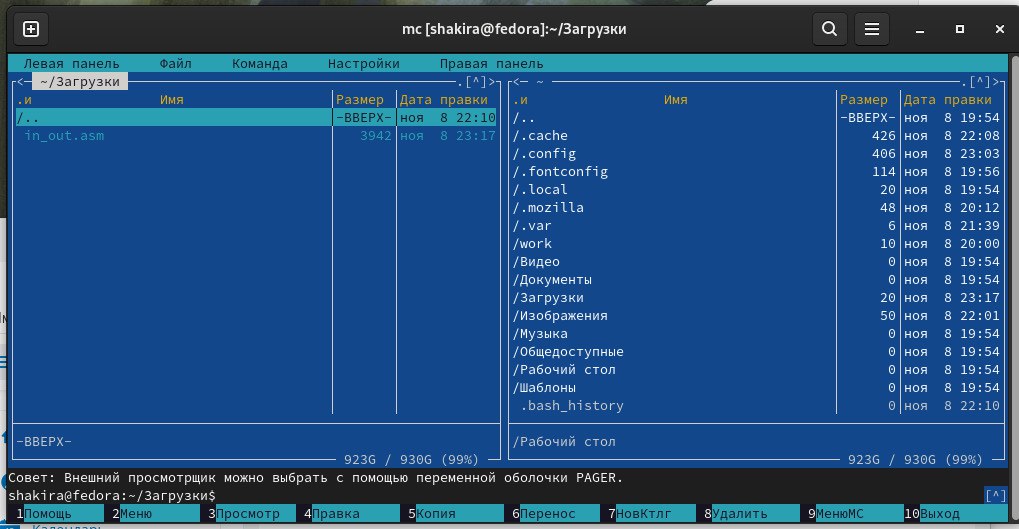 mc [shakira@fedora]:~/Загрузки
Левая панель Файл Команда Настройки Правая панель
<─ ~/Загрузки .[^]>
.и Имя Размер Дата правки
/.. -ВВЕРХ- ноя 8 22:10
in_out.asm 3942 ноя 8 23:17
-ВВЕРХ-
923G / 930G (99%)
<─ ~ .[^]>
.и Имя Размер Дата правки
/.. -ВВЕРХ- ноя 8 19:54
/.cache 426 ноя 8 22:08
/.config 406 ноя 8 23:03
/.fontconfig 114 ноя 8 19:56
/.local 20 ноя 8 19:54
/.mozilla 48 ноя 8 20:12
/.var 6 ноя 8 21:39
/work 10 ноя 8 20:00
/Видео 0 ноя 8 19:54
/Документы 0 ноя 8 19:54
/Загрузки 20 ноя 8 23:17
/Изображения 50 ноя 8 22:01
/Музыка 0 ноя 8 19:54
/Общедоступные 0 ноя 8 19:54
/Рабочий стол 0 ноя 8 19:54
/Шаблоны 0 ноя 8 19:54
.bash_history 0 ноя 8 22:10
/Рабочий стол
923G / 930G (99%)
Совет: Внешний просмотрщик можно выбрать с помощью переменной оболочки PAGER.
shakira@fedora:~/Загрузки$ [^]
1Помощь 2Меню 3Просмотр 4Правка 5Копия 6Перенос 7НовКтлг 8Удалить 9МенюMC 10Выход